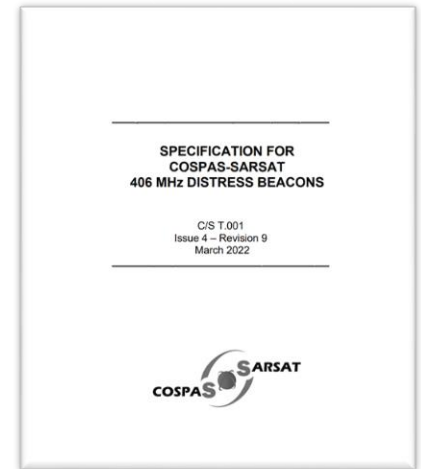 SPECIFICATION FOR
COSPAS-SARSAT
406 MHz DISTRESS BEACONS
C/S T.001
Issue 4 – Revision 9
March 2022
COSPAS SARSAT